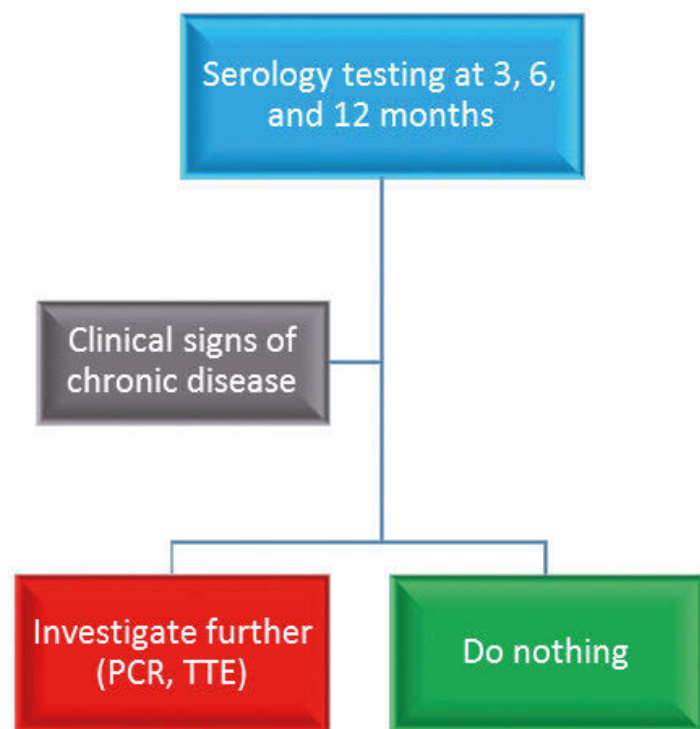 Serology testing at 3, 6,
and 12 months
Clinical signs of
chronic disease
Investigate further
(PCR, TTE)
Do nothing